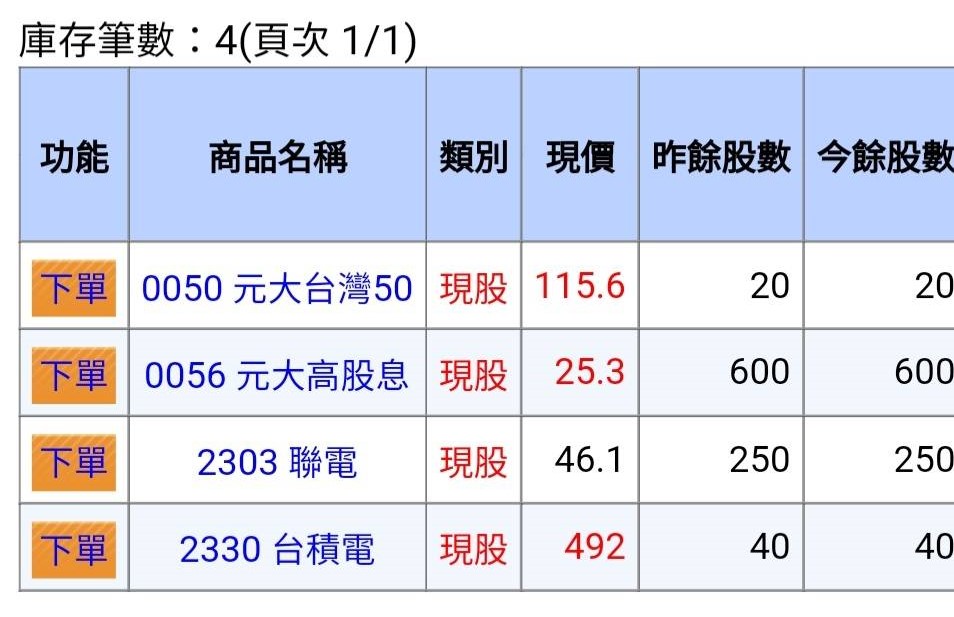 庫存筆數：4(頁次 1/1)
功能 商品名稱 類別 現價 昨餘股數 今餘股數
下單 0050 元大台灣50 現股 115.6 20 20
下單 0056 元大高股息 現股 25.3 600 600
下單 2303 聯電 現股 46.1 250 250
下單 2330 台積電 現股 492 40 40